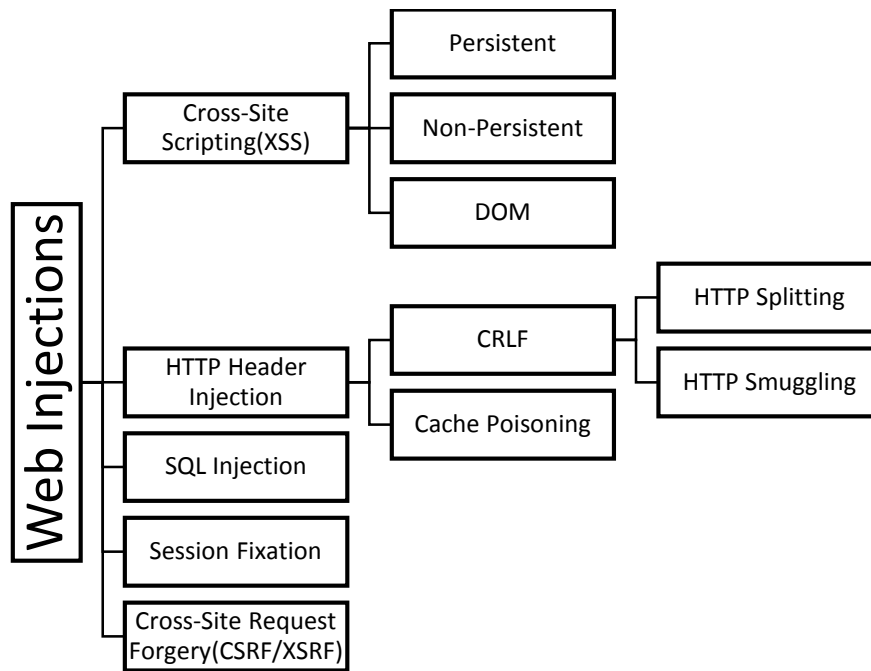 Web Injections
Cross-Site
Scripting(XSS)
Persistent
Non-Persistent
DOM
HTTP Header
Injection
CRLF
HTTP Splitting
HTTP Smuggling
Cache Poisoning
SQL Injection
Session Fixation
Cross-Site Request
Forgery(CSRF/XSRF)